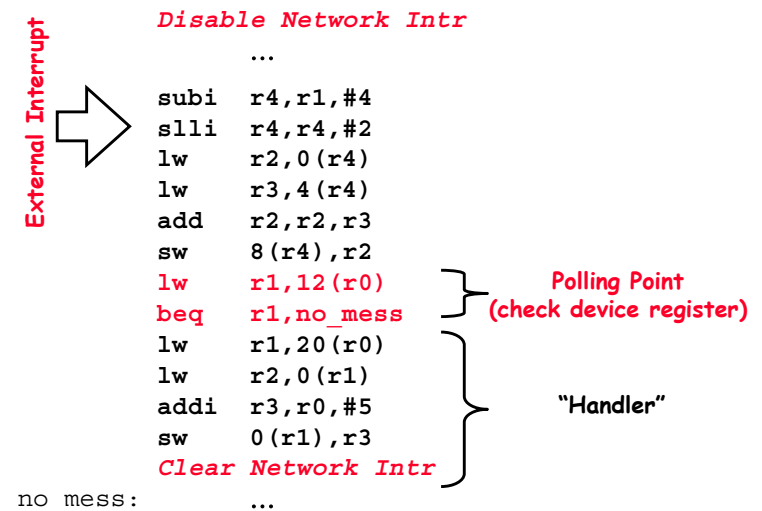 External Interrupt
Disable Network Intr
…
subi r4,r1,#4
slli r4,r4,#2
lw r2,0(r4)
lw r3,4(r4)
add r2,r2,r3
sw 8(r4),r2
lw r1,12(r0)
beq r1,no_mess
Polling Point
(check device register)
lw r1,20(r0)
lw r2,0(r1)
addi r3,r0,#5
sw 0(r1),r3
“Handler”
Clear Network Intr
no mess: …